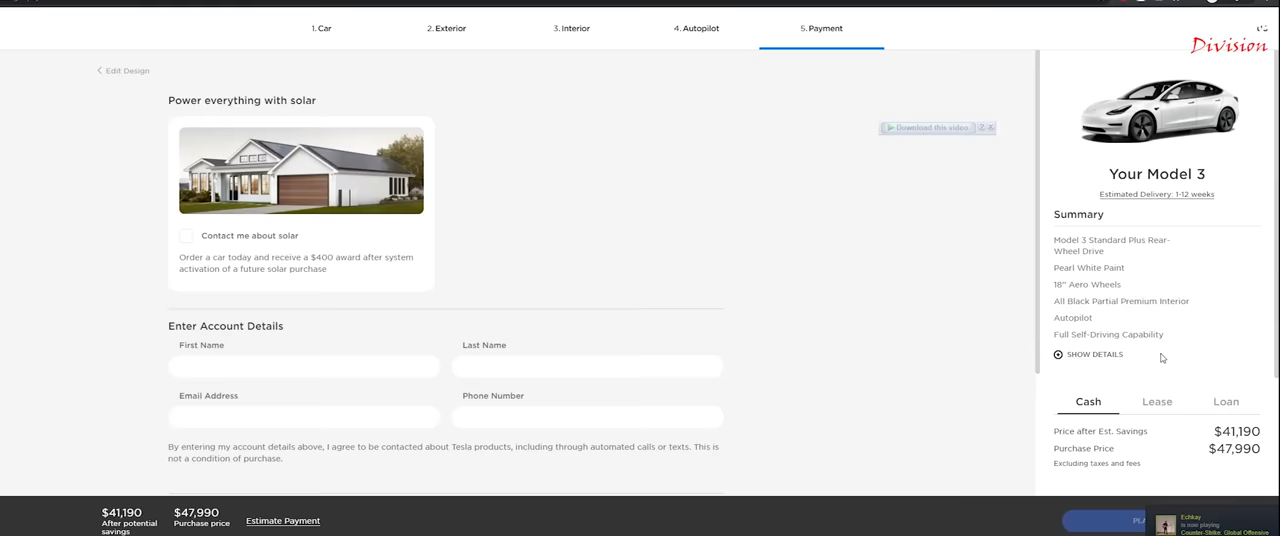 1. Car
2. Exterior
3. Interior
4. Autopilot
5. Payment
Division
Edit Design
Power everything with solar
Contact me about solar
Order a car today and receive a $400 award after system
activation of a future solar purchase
Download this video
Enter Account Details
First Name
Last Name
Email Address
Phone Number
By entering my account details above, I agree to be contacted about Tesla products, including through automated calls or texts. This is
not a condition of purchase.
Your Model 3
Estimated Delivery: 1-12 weeks
Summary
Model 3 Standard Plus Rear-
Wheel Drive
Pearl White Paint
18" Aero Wheels
All Black Partial Premium Interior
Autopilot
Full Self-Driving Capability
SHOW DETAILS
Cash Lease Loan
Price after Est. Savings $41,190
Purchase Price $47,990
Excluding taxes and fees
$41,190
After potential
savings
$47,990
Purchase price
Estimate Payment
Echkay
is now playing
Counter-Strike: Global Offensive